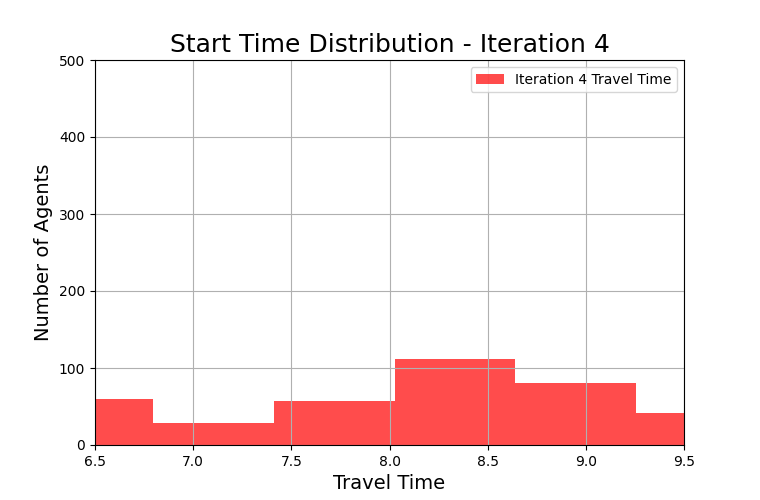 Start Time Distribution - Iteration 4
Iteration 4 Travel Time
Number of Agents
500
400
300
200
100
0
6.5 7.0 7.5 8.0 8.5 9.0 9.5
Travel Time